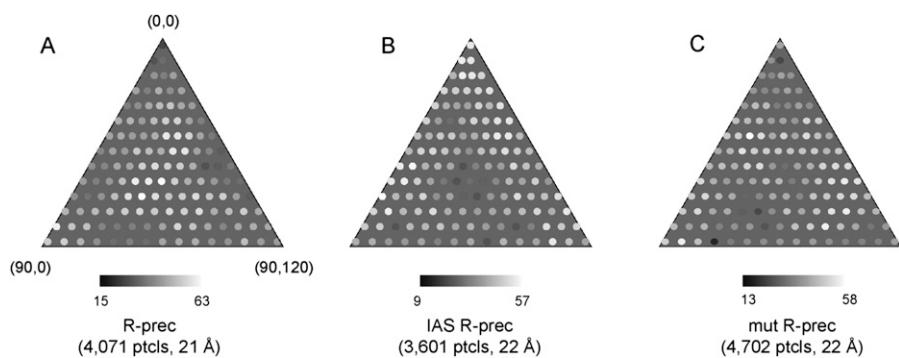 (0,0)
A
B
C
(90,0)
(90,120)
15
63
9
57
13
58
R-prec
(4,071 ptcls, 21 Å)
IAS R-prec
(3,601 ptcls, 22 Å)
mut R-prec
(4,702 ptcls, 22 Å)